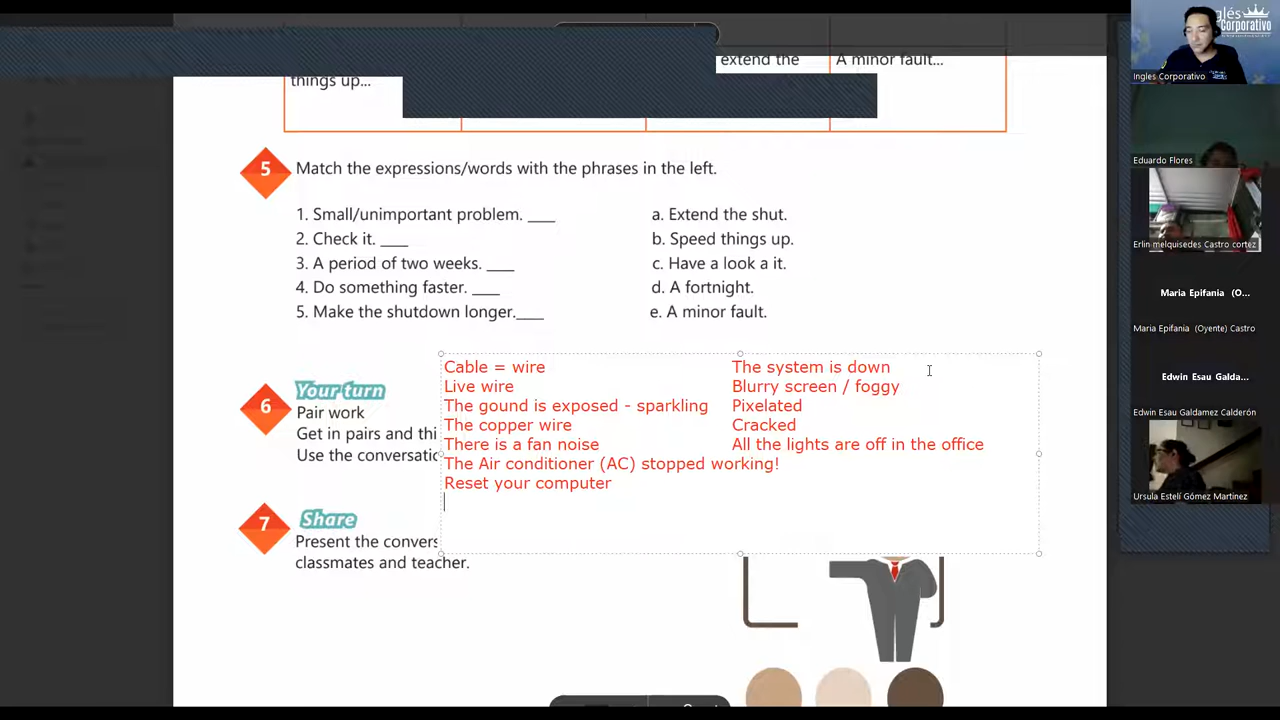 extend the
A minor fault...
things up...
5
Match the expressions/words with the phrases in the left.
1. Small/unimportant problem. ____
a. Extend the shut.
2. Check it. ____
b. Speed things up.
3. A period of two weeks. ____
c. Have a look a it.
4. Do something faster. ____
d. A fortnight.
5. Make the shutdown longer.____
e. A minor fault.
Cable = wire
The system is down
Live wire
Blurry screen / foggy
The gound is exposed - sparkling
Pixelated
The copper wire
Cracked
There is a fan noise
All the lights are off in the office
The Air conditioner (AC) stopped working!
Reset your computer
6
Your turn
Pair work
Get in pairs and thi
Use the conversatic
7
Share
Present the convers
classmates and teacher.
glés
Corporativo
Ingles Corporativo
Eduardo Flores
Erlin melquisedes Castro cortez
Maria Epifania (O...
Maria Epifania (Oyente) Castro
Edwin Esau Galda...
Edwin Esau Galdamez Calderón
Ursula Estelí Gómez Martinez